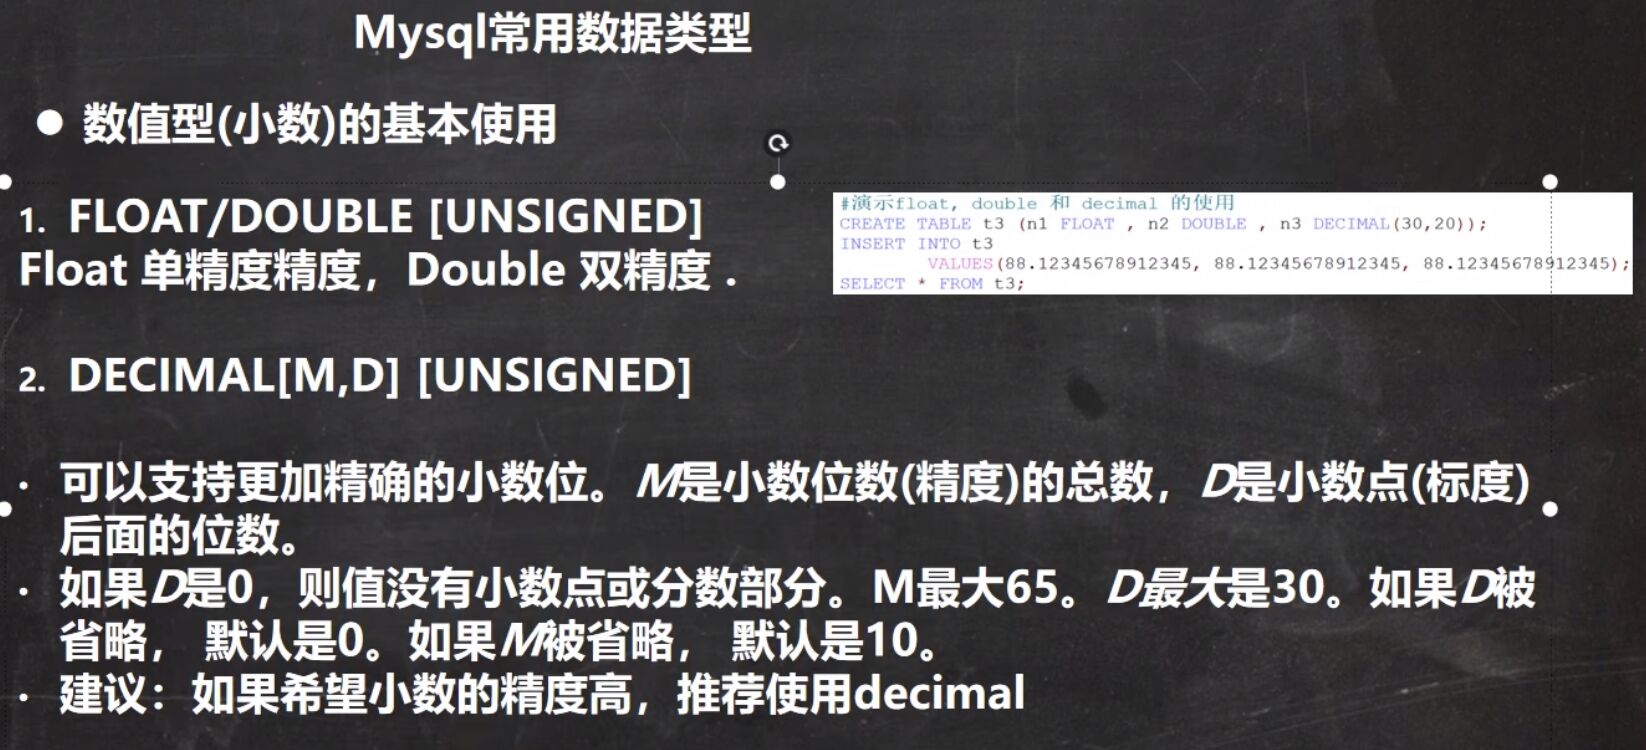 Mysql常用数据类型
● 数值型(小数)的基本使用
1. FLOAT/DOUBLE [UNSIGNED]
Float 单精度精度，Double 双精度 .
#演示float, double 和 decimal 的使用
CREATE TABLE t3 (n1 FLOAT , n2 DOUBLE , n3 DECIMAL(30,20));
INSERT INTO t3
VALUES(88.12345678912345, 88.12345678912345, 88.12345678912345);
SELECT * FROM t3;
2. DECIMAL[M,D] [UNSIGNED]
· 可以支持更加精确的小数位。M是小数位数(精度)的总数，D是小数点(标度)
后面的位数。
· 如果D是0，则值没有小数点或分数部分。M最大65。D最大是30。如果D被
省略， 默认是0。如果M被省略， 默认是10。
· 建议：如果希望小数的精度高，推荐使用decimal